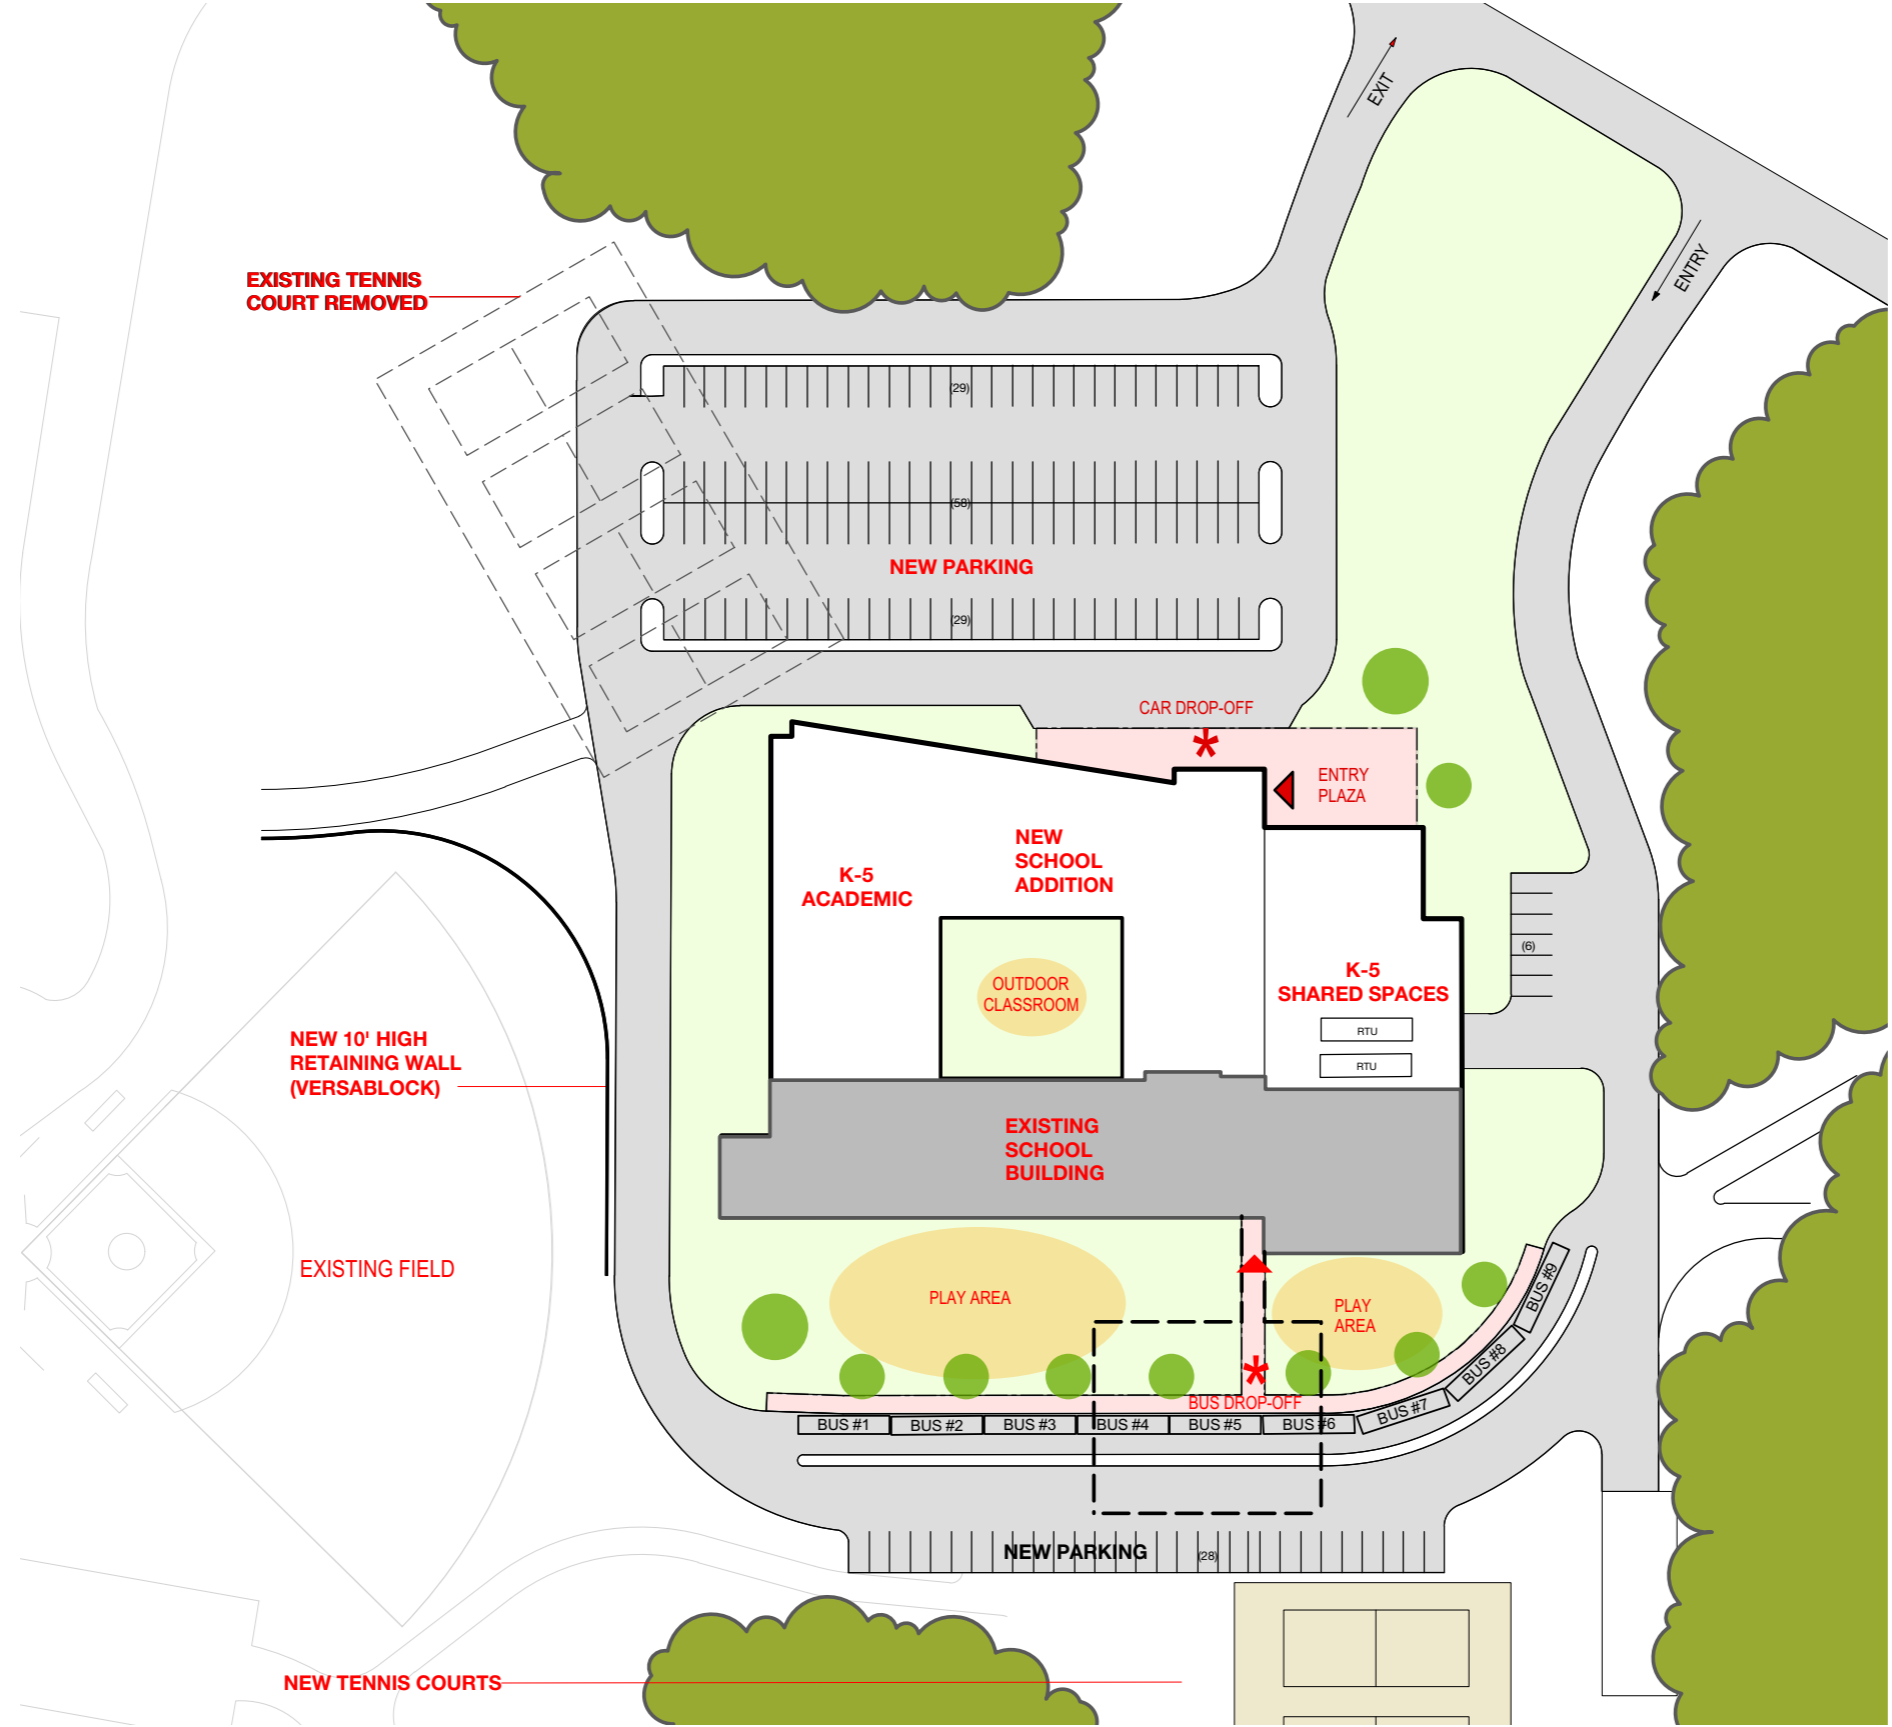 EXIT
ENTRY
EXISTING TENNIS
COURT REMOVED
(29)
(58)
NEW PARKING
(29)
CAR DROP-OFF
*
ENTRY
PLAZA
NEW
SCHOOL
ADDITION
K-5
ACADEMIC
(6)
K-5
SHARED SPACES
OUTDOOR
CLASSROOM
RTU
RTU
NEW 10' HIGH
RETAINING WALL
(VERSABLOCK)
EXISTING
SCHOOL
BUILDING
EXISTING FIELD
PLAY AREA
PLAY
AREA
*
BUS DROP-OFF
BUS #1
BUS #2
BUS #3
BUS #4
BUS #5
BUS #6
BUS #7
BUS #8
BUS #9
NEW PARKING
(28)
NEW TENNIS COURTS